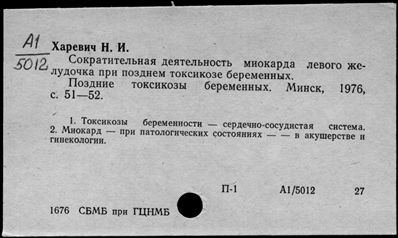 А1
5012
Харевич Н. И.
Сократительная деятельность миокарда левого же-
лудочка при позднем токсикозе беременных.
Поздние токсикозы беременных. Минск, 1976,
с. 51—52.
1. Токсикозы беременности — сердечно-сосудистая система.
2. Миокард — при патологических состояниях — — в акушерстве и
гинекологии.
П-1 А1/5012 27
1676 СБМБ при ГЦНМБ